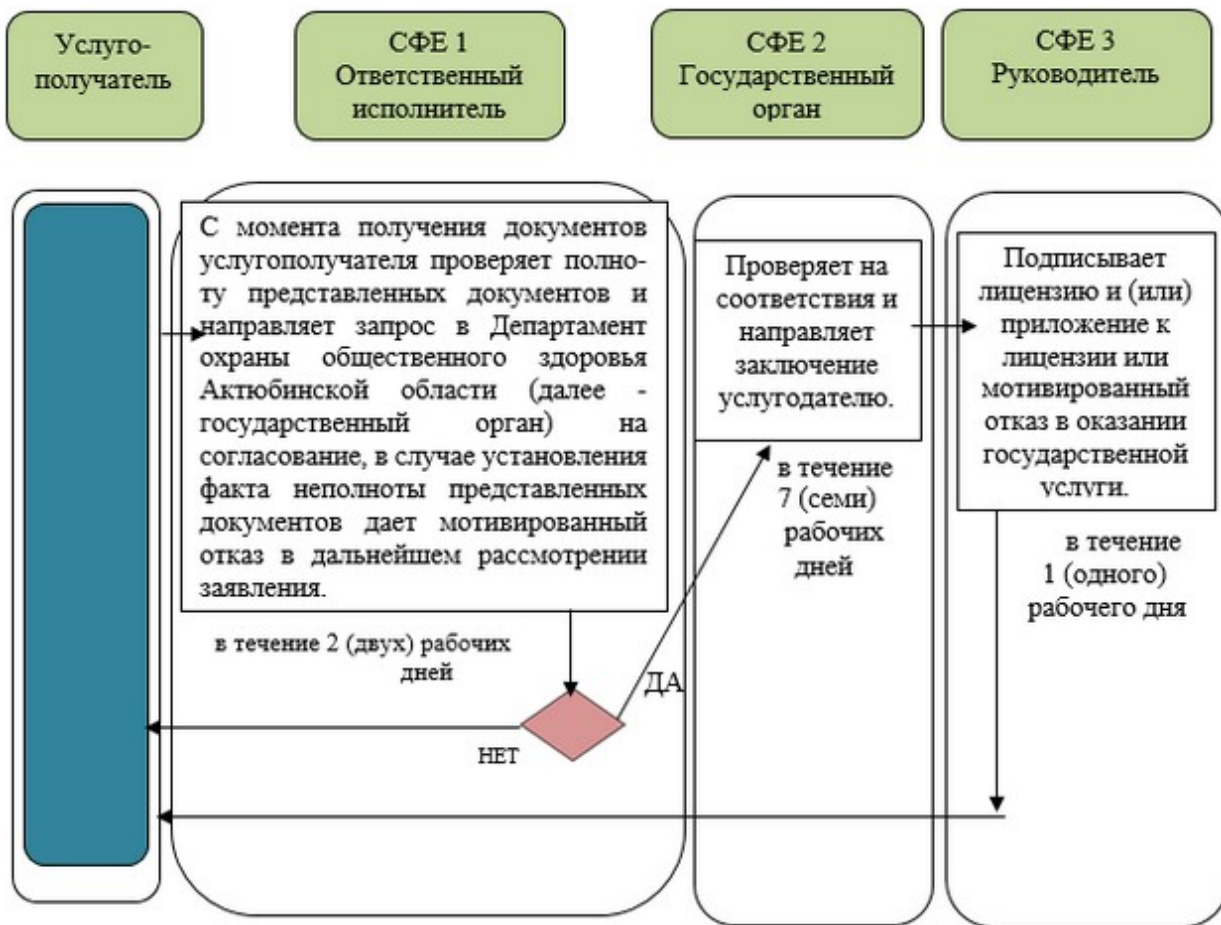 Услуго-
получатель
СФЕ 1
Ответственный
исполнитель
СФЕ 2
Государственный
орган
СФЕ 3
Руководитель
С момента получения документов
услугополучателя проверяет полно-
ту представленных документов и
направляет запрос в Департамент
охраны общественного здоровья
Актюбинской области (далее -
государственный орган) на
согласование, в случае установления
факта неполноты представленных
документов дает мотивированный
отказ в дальнейшем рассмотрении
заявления.
в течение 2 (двух) рабочих
дней
ДА
НЕТ
Проверяет на
соответствия и
направляет
заключение
услугодателю.
в течение
7 (семи)
рабочих
дней
Подписывает
лицензию и (или)
приложение к
лицензии или
мотивированный
отказ в оказании
государственной
услуги.
в течение
1 (одного)
рабочего дня